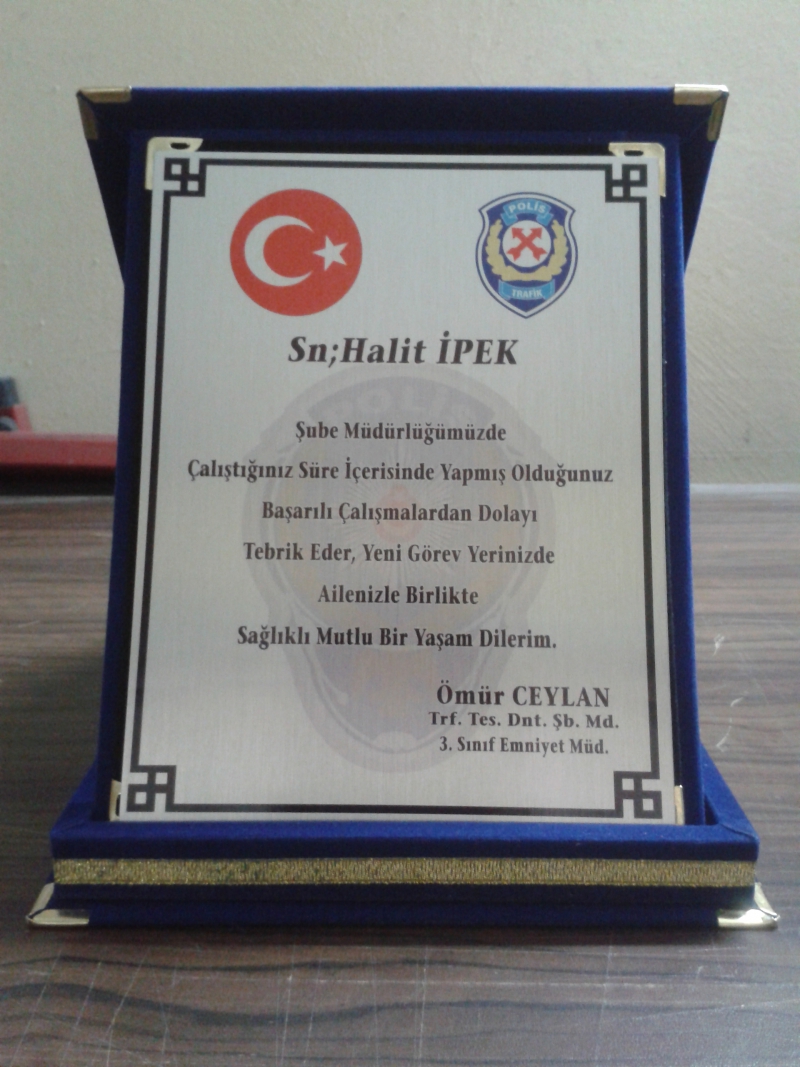 POLİS
TRAFİK
Sn;Halit İPEK
POLİS
Şube Müdürlüğümüzde
Çalıştığınız Süre İçerisinde Yapmış Olduğunuz
Başarılı Çalışmalardan Dolayı
Tebrik Eder, Yeni Görev Yerinizde
Ailenizle Birlikte
Sağlıklı Mutlu Bir Yaşam Dilerim.
Ömür CEYLAN
Trf. Tes. Dnt. Şb. Md.
3. Sınıf Emniyet Müd.